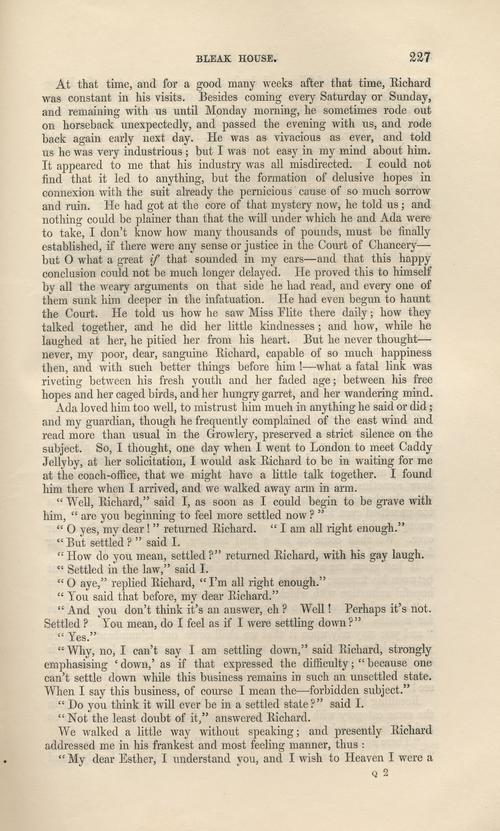 BLEAK HOUSE. 227
At that time, and for a good many weeks after that time, Richard
was constant in his visits. Besides coming every Saturday or Sunday,
and remaining with us until Monday morning, he sometimes rode out
on horseback unexpectedly, and passed the evening with us, and rode
back again early next day. He was as vivacious as ever, and told
us he was very industrious; but I was not easy in my mind about him.
It appeared to me that his industry was all misdirected. I could not
find that it led to anything, but the formation of delusive hopes in
connexion with the suit already the pernicious cause of so much sorrow
and ruin. He had got at the core of that mystery now, he told us; and
nothing could be plainer than that the will under which he and Ada were
to take, I don't know how many thousands of pounds, must be finally
established, if there were any sense or justice in the Court of Chancery—
but O what a great if that sounded in my ears—and that this happy
conclusion could not be much longer delayed. He proved this to himself
by all the weary arguments on that side he had read, and every one of
them sunk him deeper in the infatuation. He had even begun to haunt
the Court. He told us how he saw Miss Flite there daily; how they
talked together, and he did her little kindnesses; and how, while he
laughed at her, he pitied her from his heart. But he never thought—
never, my poor, dear, sanguine Richard, capable of so much happiness
then, and with such better things before him!—what a fatal link was
riveting between his fresh youth and her faded age; between his free
hopes and her caged birds, and her hungry garret, and her wandering mind.
Ada loved him too well, to mistrust him much in anything he said or did;
and my guardian, though he frequently complained of the east wind and
read more than usual in the Growlery, preserved a strict silence on the
subject. So, I thought, one day when I went to London to meet Caddy
Jellyby, at her solicitation, I would ask Richard to be in waiting for me
at the coach-office, that we might have a little talk together. I found
him there when I arrived, and we walked away arm in arm.
"Well, Richard," said I, as soon as I could begin to be grave with
him, "are you beginning to feel more settled now?"
"O yes, my dear!" returned Richard. "I am all right enough."
"But settled?" said I.
"How do you mean, settled?" returned Richard, with his gay laugh.
"Settled in the law," said I.
"O aye," replied Richard, "I'm all right enough."
"You said that before, my dear Richard."
"And you don't think it's an answer, eh? Well! Perhaps it's not.
Settled? You mean, do I feel as if I were settling down?"
"Yes."
"Why, no, I can't say I am settling down," said Richard, strongly
emphasising 'down,' as if that expressed the difficulty; "because one
can't settle down while this business remains in such an unsettled state.
When I say this business, of course I mean the—forbidden subject."
"Do you think it will ever be in a settled state?" said I.
"Not the least doubt of it," answered Richard.
We walked a little way without speaking; and presently Richard
addressed me in his frankest and most feeling manner, thus:
"My dear Esther, I understand you, and I wish to Heaven I were a
Q 2